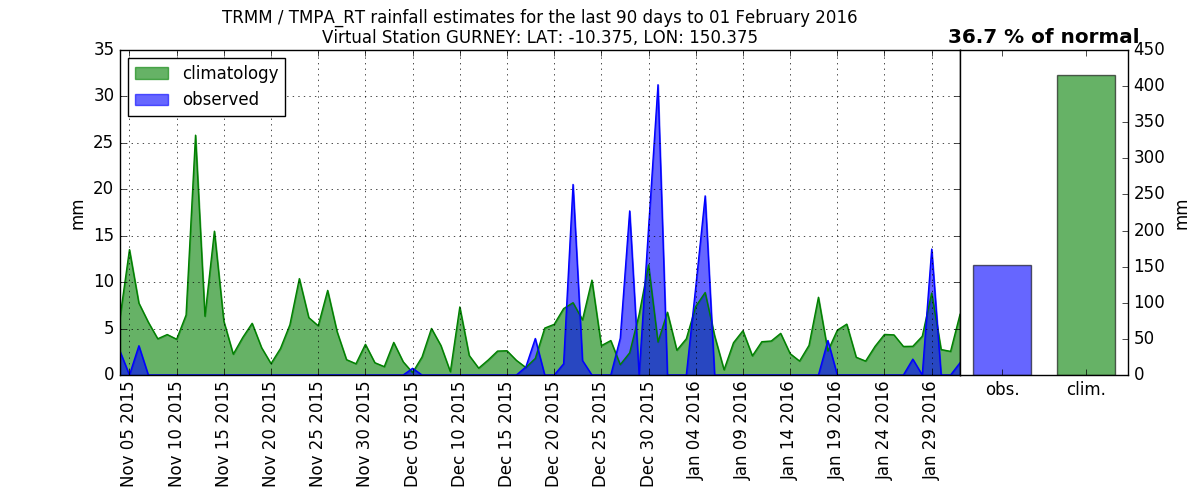 TRMM / TMPA_RT rainfall estimates for the last 90 days to 01 February 2016
Virtual Station GURNEY: LAT: -10.375, LON: 150.375
36.7 % of normal
climatology
observed
35
30
25
20
15
10
5
0
mm
Nov 05 2015
Nov 10 2015
Nov 15 2015
Nov 20 2015
Nov 25 2015
Nov 30 2015
Dec 05 2015
Dec 10 2015
Dec 15 2015
Dec 20 2015
Dec 25 2015
Dec 30 2015
Jan 04 2016
Jan 09 2016
Jan 14 2016
Jan 19 2016
Jan 24 2016
Jan 29 2016
obs.
clim.
450
400
350
300
250
200
150
100
50
0
mm